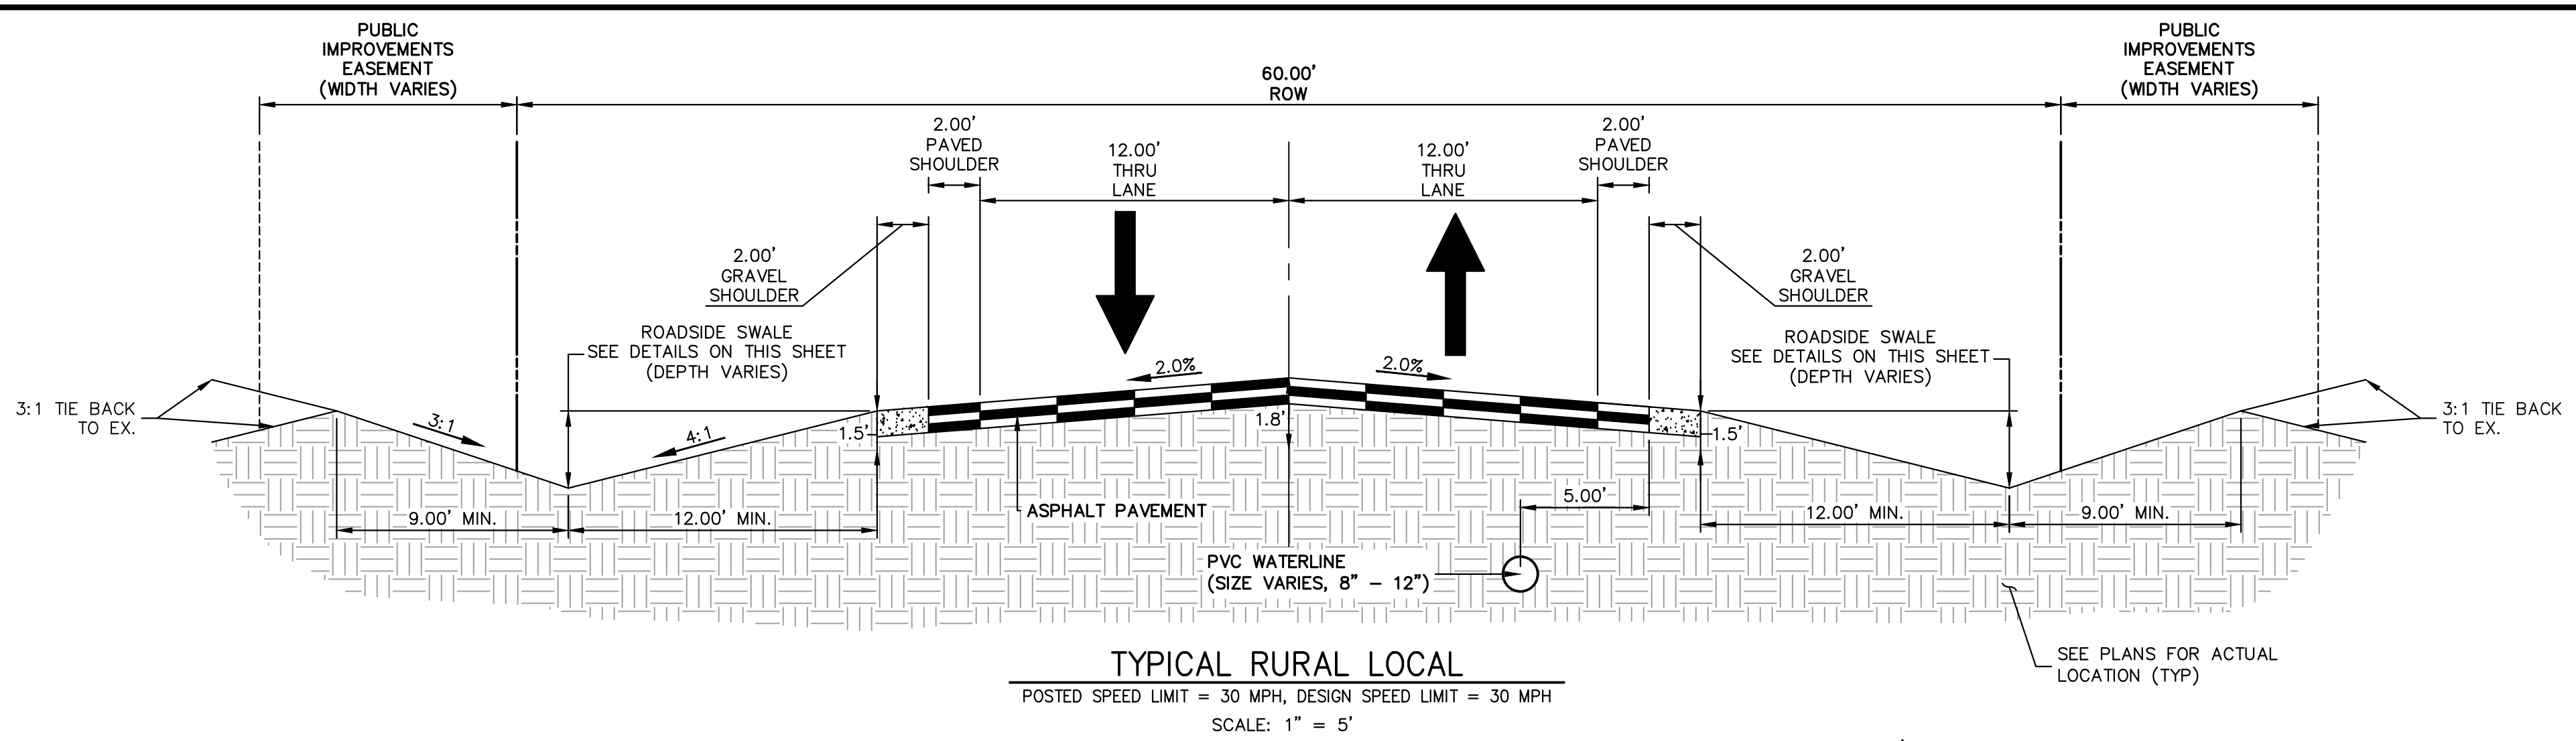 PUBLIC
IMPROVEMENTS
EASEMENT
(WIDTH VARIES)
60.00'
ROW
PUBLIC
IMPROVEMENTS
EASEMENT
(WIDTH VARIES)
2.00'
PAVED
SHOULDER
12.00'
THRU
LANE
12.00'
THRU
LANE
2.00'
PAVED
SHOULDER
2.00'
GRAVEL
SHOULDER
2.00'
GRAVEL
SHOULDER
ROADSIDE SWALE
SEE DETAILS ON THIS SHEET
(DEPTH VARIES)
ROADSIDE SWALE
SEE DETAILS ON THIS SHEET
(DEPTH VARIES)
2.0%
2.0%
3:1 TIE BACK
TO EX.
3:1
4:1
1.5'
1.8'
1.5'
3:1 TIE BACK
TO EX.
9.00' MIN.
12.00' MIN.
ASPHALT PAVEMENT
5.00'
12.00' MIN.
9.00' MIN.
PVC WATERLINE
(SIZE VARIES, 8" - 12")
SEE PLANS FOR ACTUAL
LOCATION (TYP)
TYPICAL RURAL LOCAL
POSTED SPEED LIMIT = 30 MPH, DESIGN SPEED LIMIT = 30 MPH
SCALE: 1" = 5'